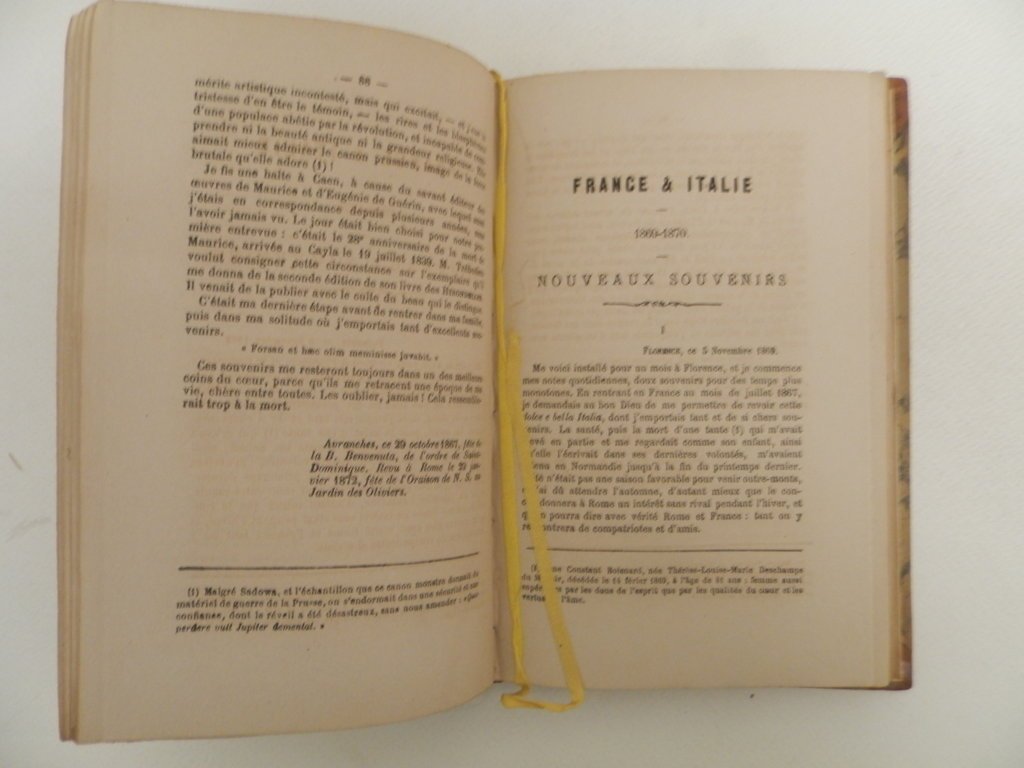 — 88 —
mérite artistique incontesté, mais qui excitait, — et j'eus la
tristesse d'en être le témoin, — les rires et les blasphèmes
d'une populace abêtie par la révolution, et incapable de com-
prendre ni la beauté antique ni la grandeur religieuse. Elle
aimait mieux admirer le canon prussien, image de la force
brutale qu'elle adore (1) !
Je fis une halte à Caen, à cause du savant éditeur des
œuvres de Maurice et d'Eugénie de Guérin, avec lequel
j'étais en correspondance depuis plusieurs années, sans
l'avoir jamais vu. Le jour était bien choisi pour notre pre-
mière entrevue : c'était le 28e anniversaire de la mort de
Maurice, arrivée au Cayla le 19 juillet 1839. M. Trébutien
voulut consigner cette circonstance sur l'exemplaire qu'il
me donna de la seconde édition de son livre des
Il venait de la publier avec le culte du beau qui le distingue.
C'était ma dernière étape avant de rentrer dans ma famille,
puis dans ma solitude où j'emportais tant d'excellents sou-
venirs.
« Forsan et hæc olim meminisse juvabit. »
Ces souvenirs me resteront toujours dans un des meilleurs
coins du cœur, parce qu'ils me retracent une époque de ma
vie, chère entre toutes. Les oublier, jamais ! Cela ressemble-
rait trop à la mort.
Avranches, ce 29 octobre 1867, fête de
la B. Benvenuta, de l'ordre de Saint-
Dominique. Revu à Rome le 23 jan-
vier 1872, fête de l'Oraison de N. S. au
Jardin des Oliviers.
(1) Malgré Sadowa, et l'échantillon que ce canon monstre donnait du
matériel de guerre de la Prusse, on s'endormait dans une sécurité et une
confiance, dont le réveil a été désastreux, sans nous amender : « Quos
perdere vult Jupiter dementat. »
FRANCE & ITALIE
1869-1870.
NOUVEAUX SOUVENIRS
I
FLORENCE, ce 5 Novembre 1869.
Me voici installé pour un mois à Florence, et je commence
mes notes quotidiennes, doux souvenirs pour des temps plus
monotones. En rentrant en France au mois de juillet 1867,
je demandais au bon Dieu de me permettre de revoir cette
dolce e bella Italia, dont j'emportais tant et de si chers sou-
venirs. La santé, puis la mort d'une tante (1) qui m'avait
evé en partie et me regardait comme son enfant, ainsi
u'elle l'écrivait dans ses dernières volontés, m'avaient
tenu en Normandie jusqu'à la fin du printemps dernier.
té n'était pas une saison favorable pour venir outre-monts,
j'ai dû attendre l'automne, d'autant mieux que le con-
donnera à Rome un intérêt sans rival pendant l'hiver, et
qu'on pourra dire avec vérité Rome et France : tant on y
rencontrera de compatriotes et d'amis.
Constant née Thérèse-Louise-Marie Deschamps
du décédée le 14 février 1869, à l'âge de 81 ans : femme aussi
par les dons de l'esprit que par les qualités du cœur et les
vertus de l'âme.